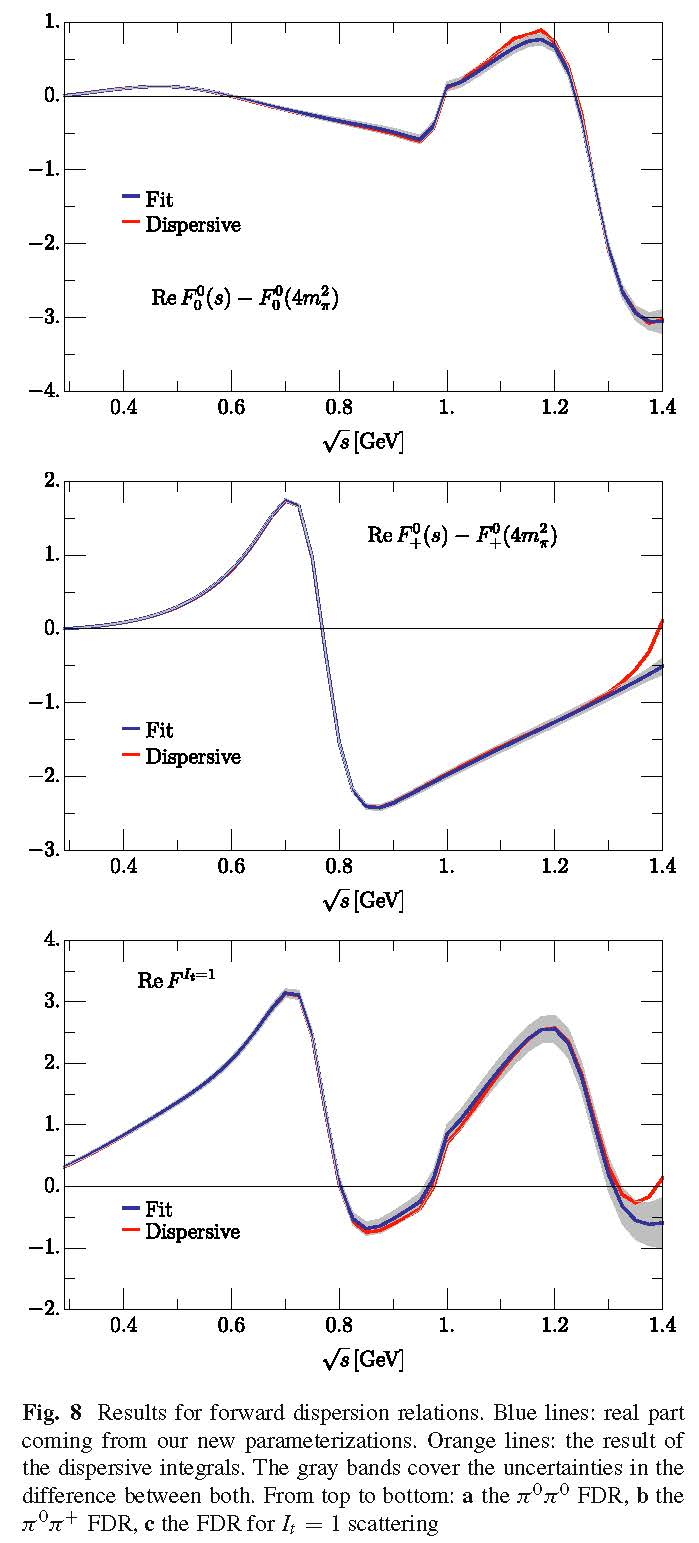 1.
0.
−1.
−2.
−3.
−4.
Fit
Dispersive
Re F₀⁰(s) − F₀⁰(4m²_π)
0.4 0.6 0.8 1. 1.2 1.4
√s [GeV]
2.
1.
0.
−1.
−2.
−3.
Re F₊⁰(s) − F₊⁰(4m²_π)
Fit
Dispersive
0.4 0.6 0.8 1. 1.2 1.4
√s [GeV]
4.
3.
2.
1.
0.
−1.
−2.
Re F^{I_t=1}
Fit
Dispersive
0.4 0.6 0.8 1. 1.2 1.4
√s [GeV]
Fig. 8 Results for forward dispersion relations. Blue lines: real part
coming from our new parameterizations. Orange lines: the result of
the dispersive integrals. The gray bands cover the uncertainties in the
difference between both. From top to bottom: a the π⁰π⁰ FDR, b the
π⁰π⁺ FDR, c the FDR for I_t = 1 scattering